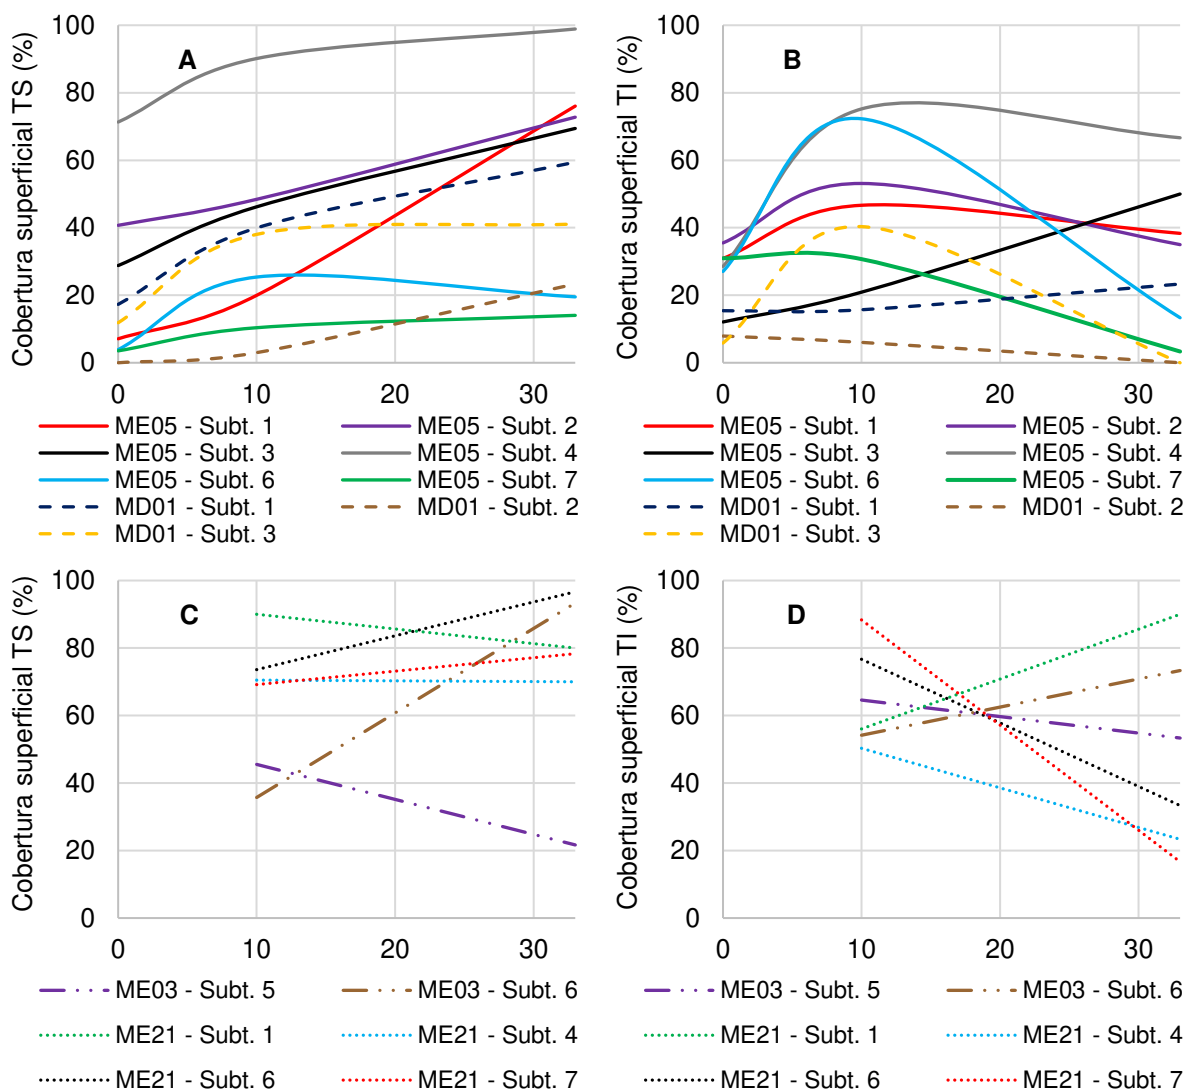 Cobertura superficial TS (%)
100
80
60
40
20
0
A
0 10 20 30
ME05 - Subt. 1 ME05 - Subt. 2
ME05 - Subt. 3 ME05 - Subt. 4
ME05 - Subt. 6 ME05 - Subt. 7
MD01 - Subt. 1 MD01 - Subt. 2
MD01 - Subt. 3
Cobertura superficial TI (%)
100
80
60
40
20
0
B
0 10 20 30
ME05 - Subt. 1 ME05 - Subt. 2
ME05 - Subt. 3 ME05 - Subt. 4
ME05 - Subt. 6 ME05 - Subt. 7
MD01 - Subt. 1 MD01 - Subt. 2
MD01 - Subt. 3
Cobertura superficial TS (%)
100
80
60
40
20
0
C
0 10 20 30
ME03 - Subt. 5 ME03 - Subt. 6
ME21 - Subt. 1 ME21 - Subt. 4
ME21 - Subt. 6 ME21 - Subt. 7
Cobertura superficial TI (%)
100
80
60
40
20
0
D
0 10 20 30
ME03 - Subt. 5 ME03 - Subt. 6
ME21 - Subt. 1 ME21 - Subt. 4
ME21 - Subt. 6 ME21 - Subt. 7